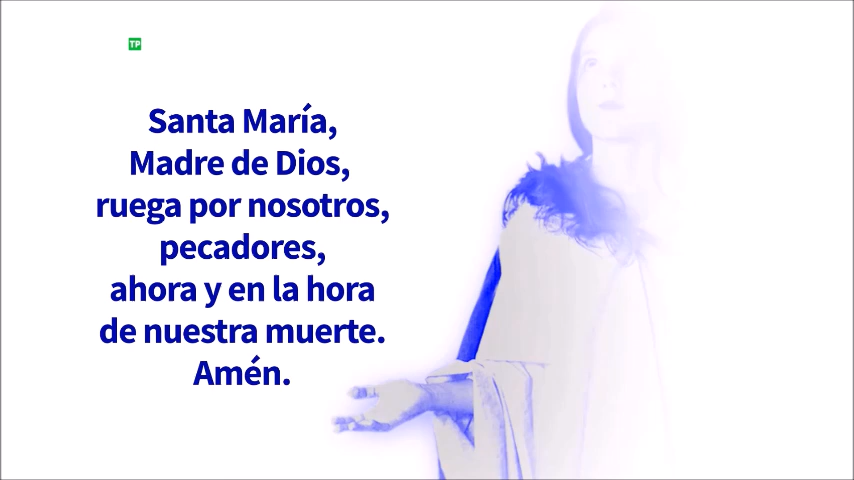 TP
Santa María,
Madre de Dios,
ruega por nosotros,
pecadores,
ahora y en la hora
de nuestra muerte.
Amén.